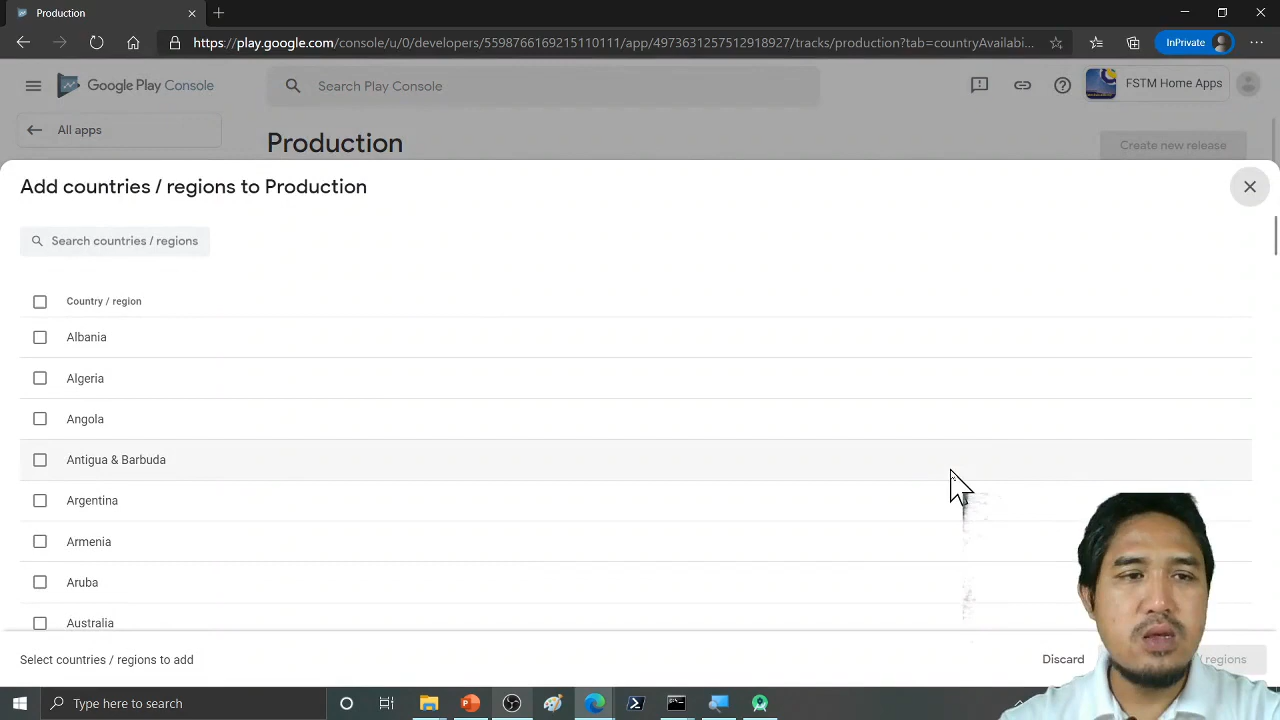 Production
https://play.google.com/console/u/0/developers/5598766169215110111/app/4973631257512918927/tracks/production?tab=countryAvailabi...
InPrivate
Google Play Console
Search Play Console
FSTM Home Apps
All apps
Production
Create new release
Add countries / regions to Production
Search countries / regions
Country / region
Albania
Algeria
Angola
Antigua & Barbuda
Argentina
Armenia
Aruba
Australia
Select countries / regions to add
Discard
regions
Type here to search